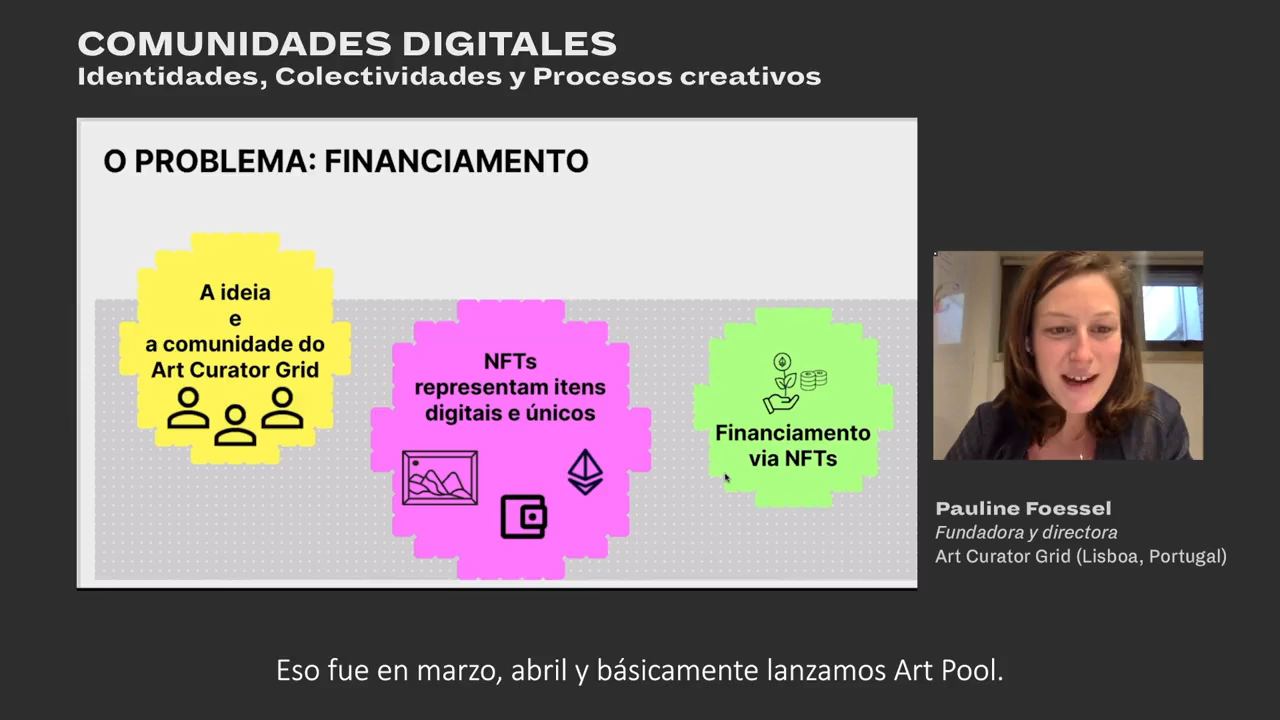 COMUNIDADES DIGITALES
Identidades, Colectividades y Procesos creativos
O PROBLEMA: FINANCIAMENTO
A ideia
e
a comunidade do
Art Curator Grid
NFTs
representam itens
digitais e únicos
Financiamento
via NFTs
Pauline Foessel
Fundadora y directora
Art Curator Grid (Lisboa, Portugal)
Eso fue en marzo, abril y básicamente lanzamos Art Pool.